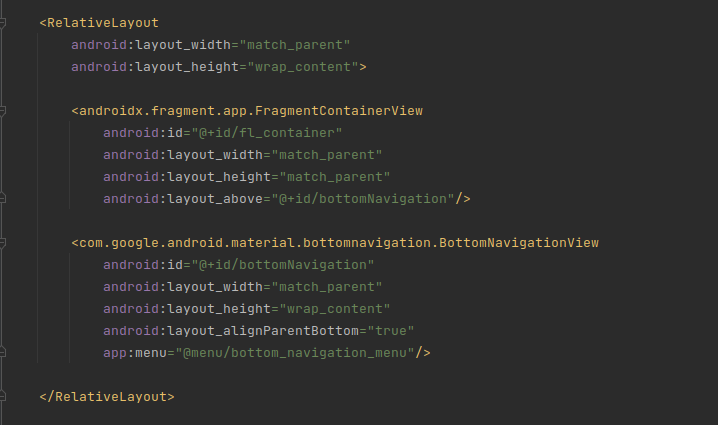 <RelativeLayout
android:layout_width="match_parent"
android:layout_height="wrap_content">
<androidx.fragment.app.FragmentContainerView
android:id="@+id/fl_container"
android:layout_width="match_parent"
android:layout_height="match_parent"
android:layout_above="@+id/bottomNavigation"/>
<com.google.android.material.bottomnavigation.BottomNavigationView
android:id="@+id/bottomNavigation"
android:layout_width="match_parent"
android:layout_height="wrap_content"
android:layout_alignParentBottom="true"
app:menu="@menu/bottom_navigation_menu"/>
</RelativeLayout>